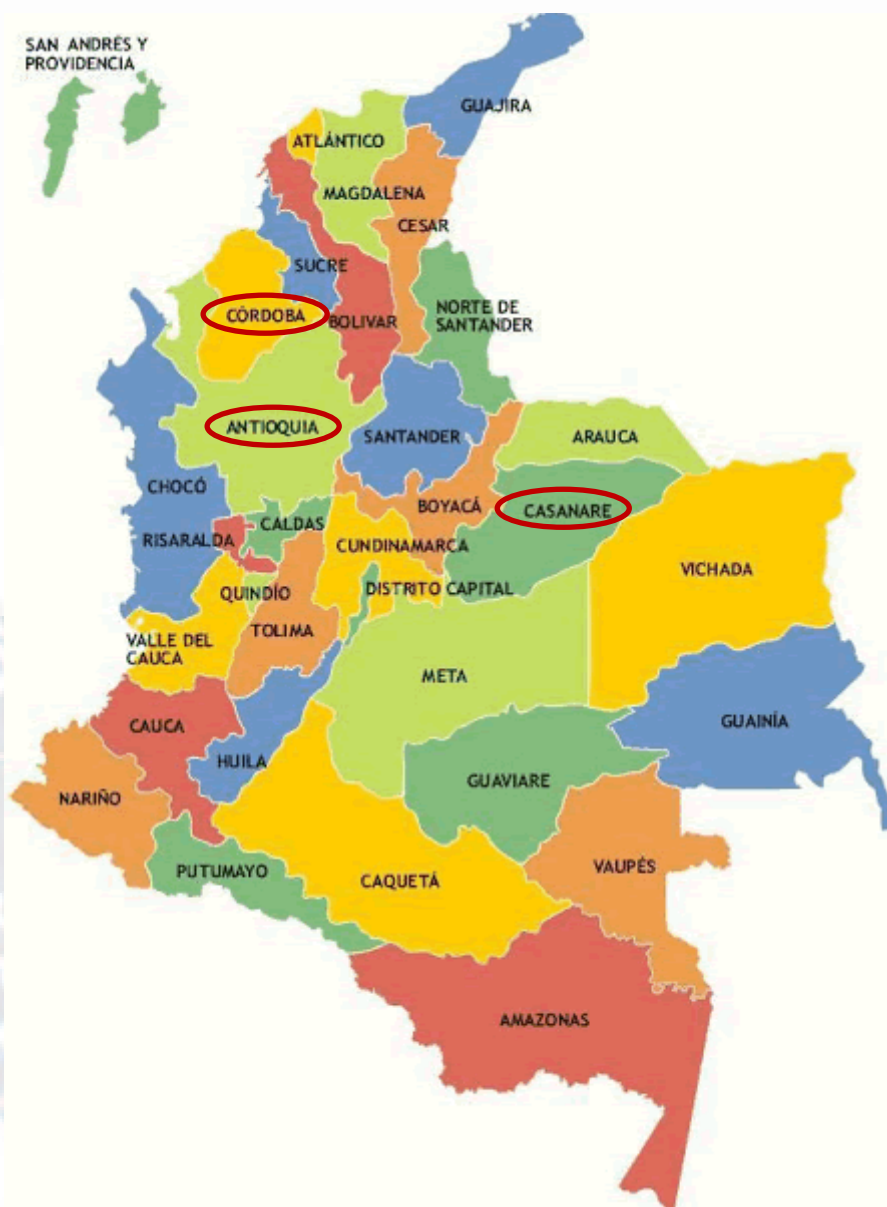 SAN ANDRÉS Y
PROVIDENCIA
GUAJIRA
ATLÁNTICO
MAGDALENA
CESAR
SUCRE
CÓRDOBA
BOLIVAR
NORTE DE
SANTANDER
ANTIOQUIA
SANTANDER
ARAUCA
CHOCÓ
BOYACÁ
CASANARE
CALDAS
RISARALDA
CUNDINAMARCA
VICHADA
QUINDÍO
DISTRITO CAPITAL
TOLIMA
VALLE DEL
CAUCA
META
CAUCA
GUAINÍA
HUILA
GUAVIARE
NARIÑO
PUTUMAYO
CAQUETÁ
VAUPÉS
AMAZONAS